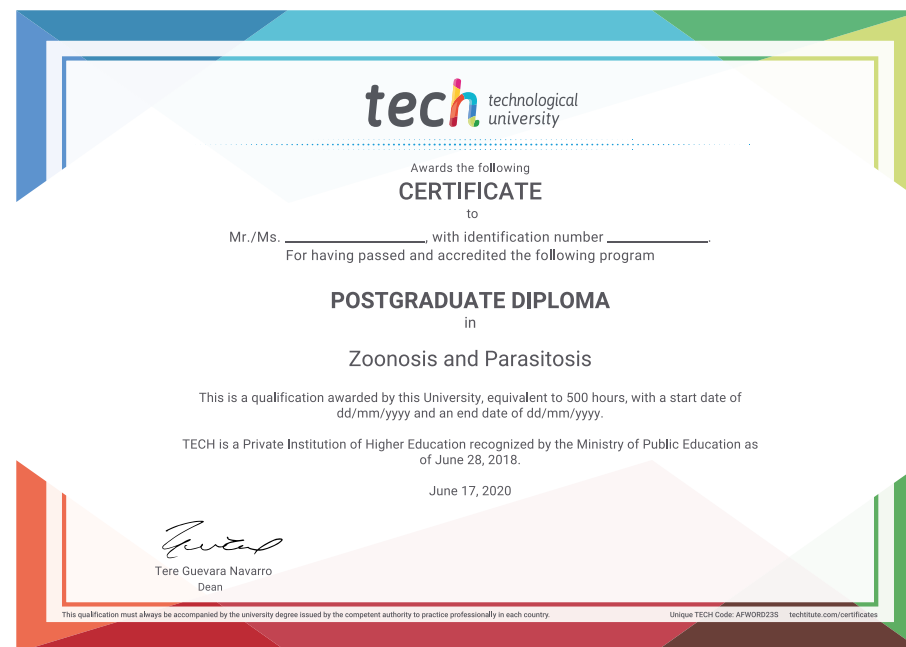 tech technological
university
Awards the following
CERTIFICATE
to
Mr./Ms. ____________, with identification number ____________.
For having passed and accredited the following program
POSTGRADUATE DIPLOMA
in
Zoonosis and Parasitosis
This is a qualification awarded by this University, equivalent to 500 hours, with a start date of
dd/mm/yyyy and an end date of dd/mm/yyyy.
TECH is a Private Institution of Higher Education recognized by the Ministry of Public Education as
of June 28, 2018.
June 17, 2020
Tere Guevara Navarro
Dean
This qualification must always be accompanied by the university degree issued by the competent authority to practice professionally in each country.
Unique TECH Code: AFWORD23S techtitute.com/certificates